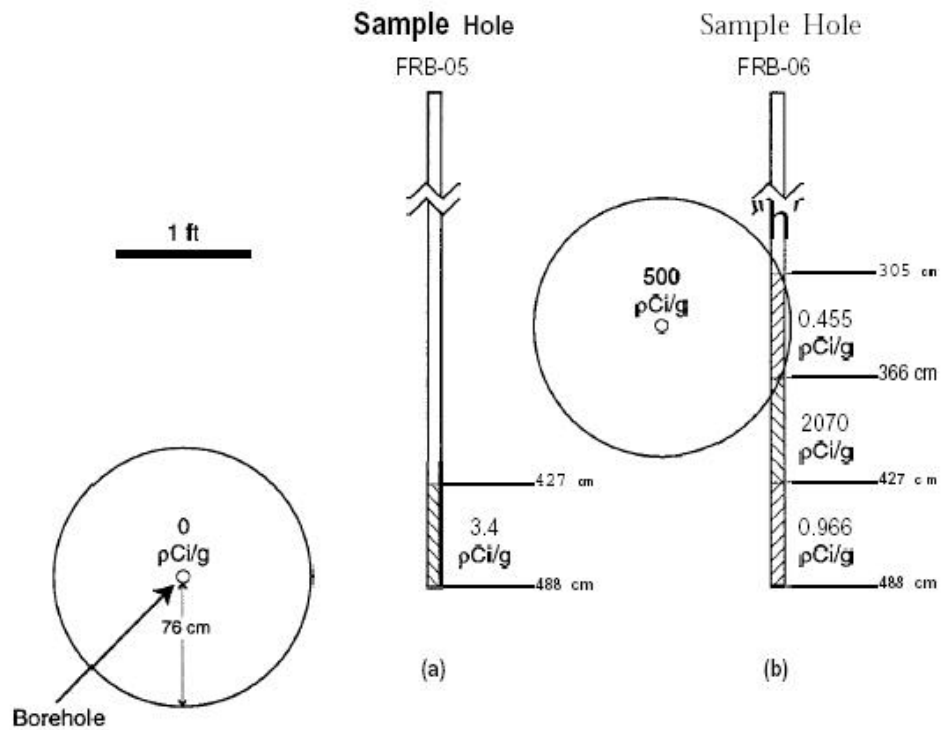 Sample Hole
FRB-05
Sample Hole
FRB-06
1 ft
500
ρCi/g
305 cm
0.455
ρCi/g
366 cm
2070
ρCi/g
427 cm
427 cm
0
ρCi/g
3.4
ρCi/g
0.966
ρCi/g
488 cm
488 cm
76 cm
(a)
(b)
Borehole